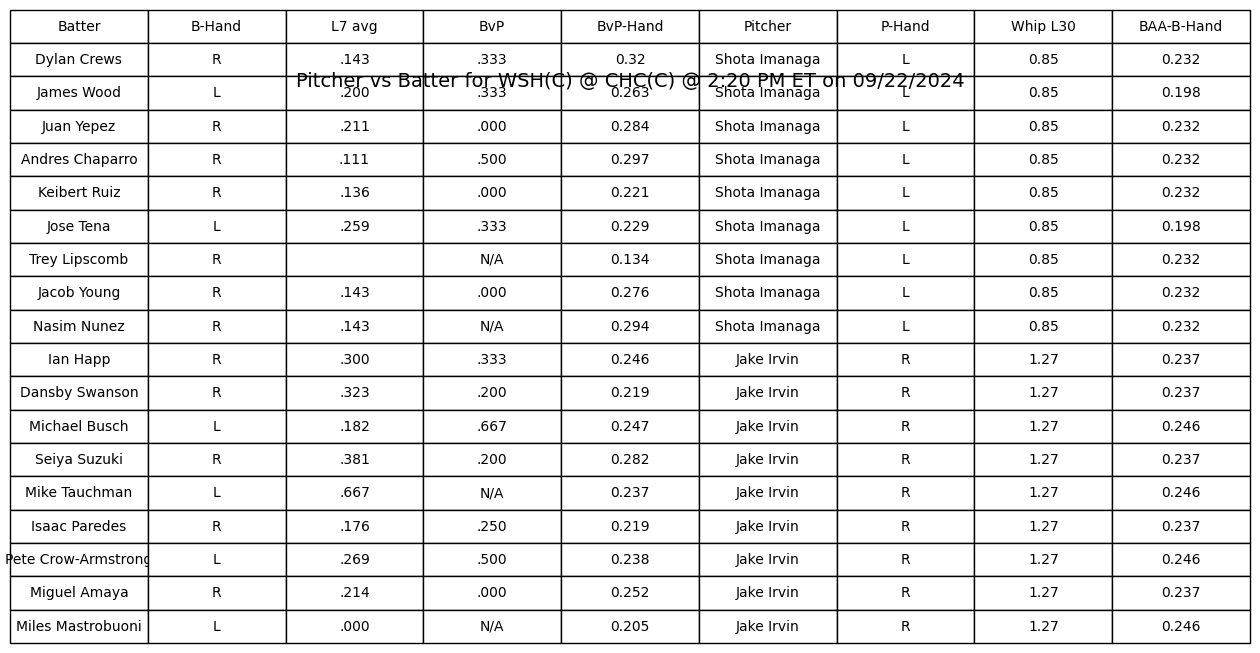 Batter B-Hand L7 avg BvP BvP-Hand Pitcher P-Hand Whip L30 BAA-B-Hand
Dylan Crews R .143 .333 0.32 Shota Imanaga L 0.85 0.232
Pitcher vs Batter for WSH(C) @ CHC(C) @ 2:20 PM ET on 09/22/2024
James Wood L .200 .333 0.263 Shota Imanaga L 0.85 0.198
Juan Yepez R .211 .000 0.284 Shota Imanaga L 0.85 0.232
Andres Chaparro R .111 .500 0.297 Shota Imanaga L 0.85 0.232
Keibert Ruiz R .136 .000 0.221 Shota Imanaga L 0.85 0.232
Jose Tena L .259 .333 0.229 Shota Imanaga L 0.85 0.198
Trey Lipscomb R N/A 0.134 Shota Imanaga L 0.85 0.232
Jacob Young R .143 .000 0.276 Shota Imanaga L 0.85 0.232
Nasim Nunez R .143 N/A 0.294 Shota Imanaga L 0.85 0.232
Ian Happ R .300 .333 0.246 Jake Irvin R 1.27 0.237
Dansby Swanson R .323 .200 0.219 Jake Irvin R 1.27 0.237
Michael Busch L .182 .667 0.247 Jake Irvin R 1.27 0.246
Seiya Suzuki R .381 .200 0.282 Jake Irvin R 1.27 0.237
Mike Tauchman L .667 N/A 0.237 Jake Irvin R 1.27 0.246
Isaac Paredes R .176 .250 0.219 Jake Irvin R 1.27 0.237
Pete Crow-Armstrong L .269 .500 0.238 Jake Irvin R 1.27 0.246
Miguel Amaya R .214 .000 0.252 Jake Irvin R 1.27 0.237
Miles Mastrobuoni L .000 N/A 0.205 Jake Irvin R 1.27 0.246